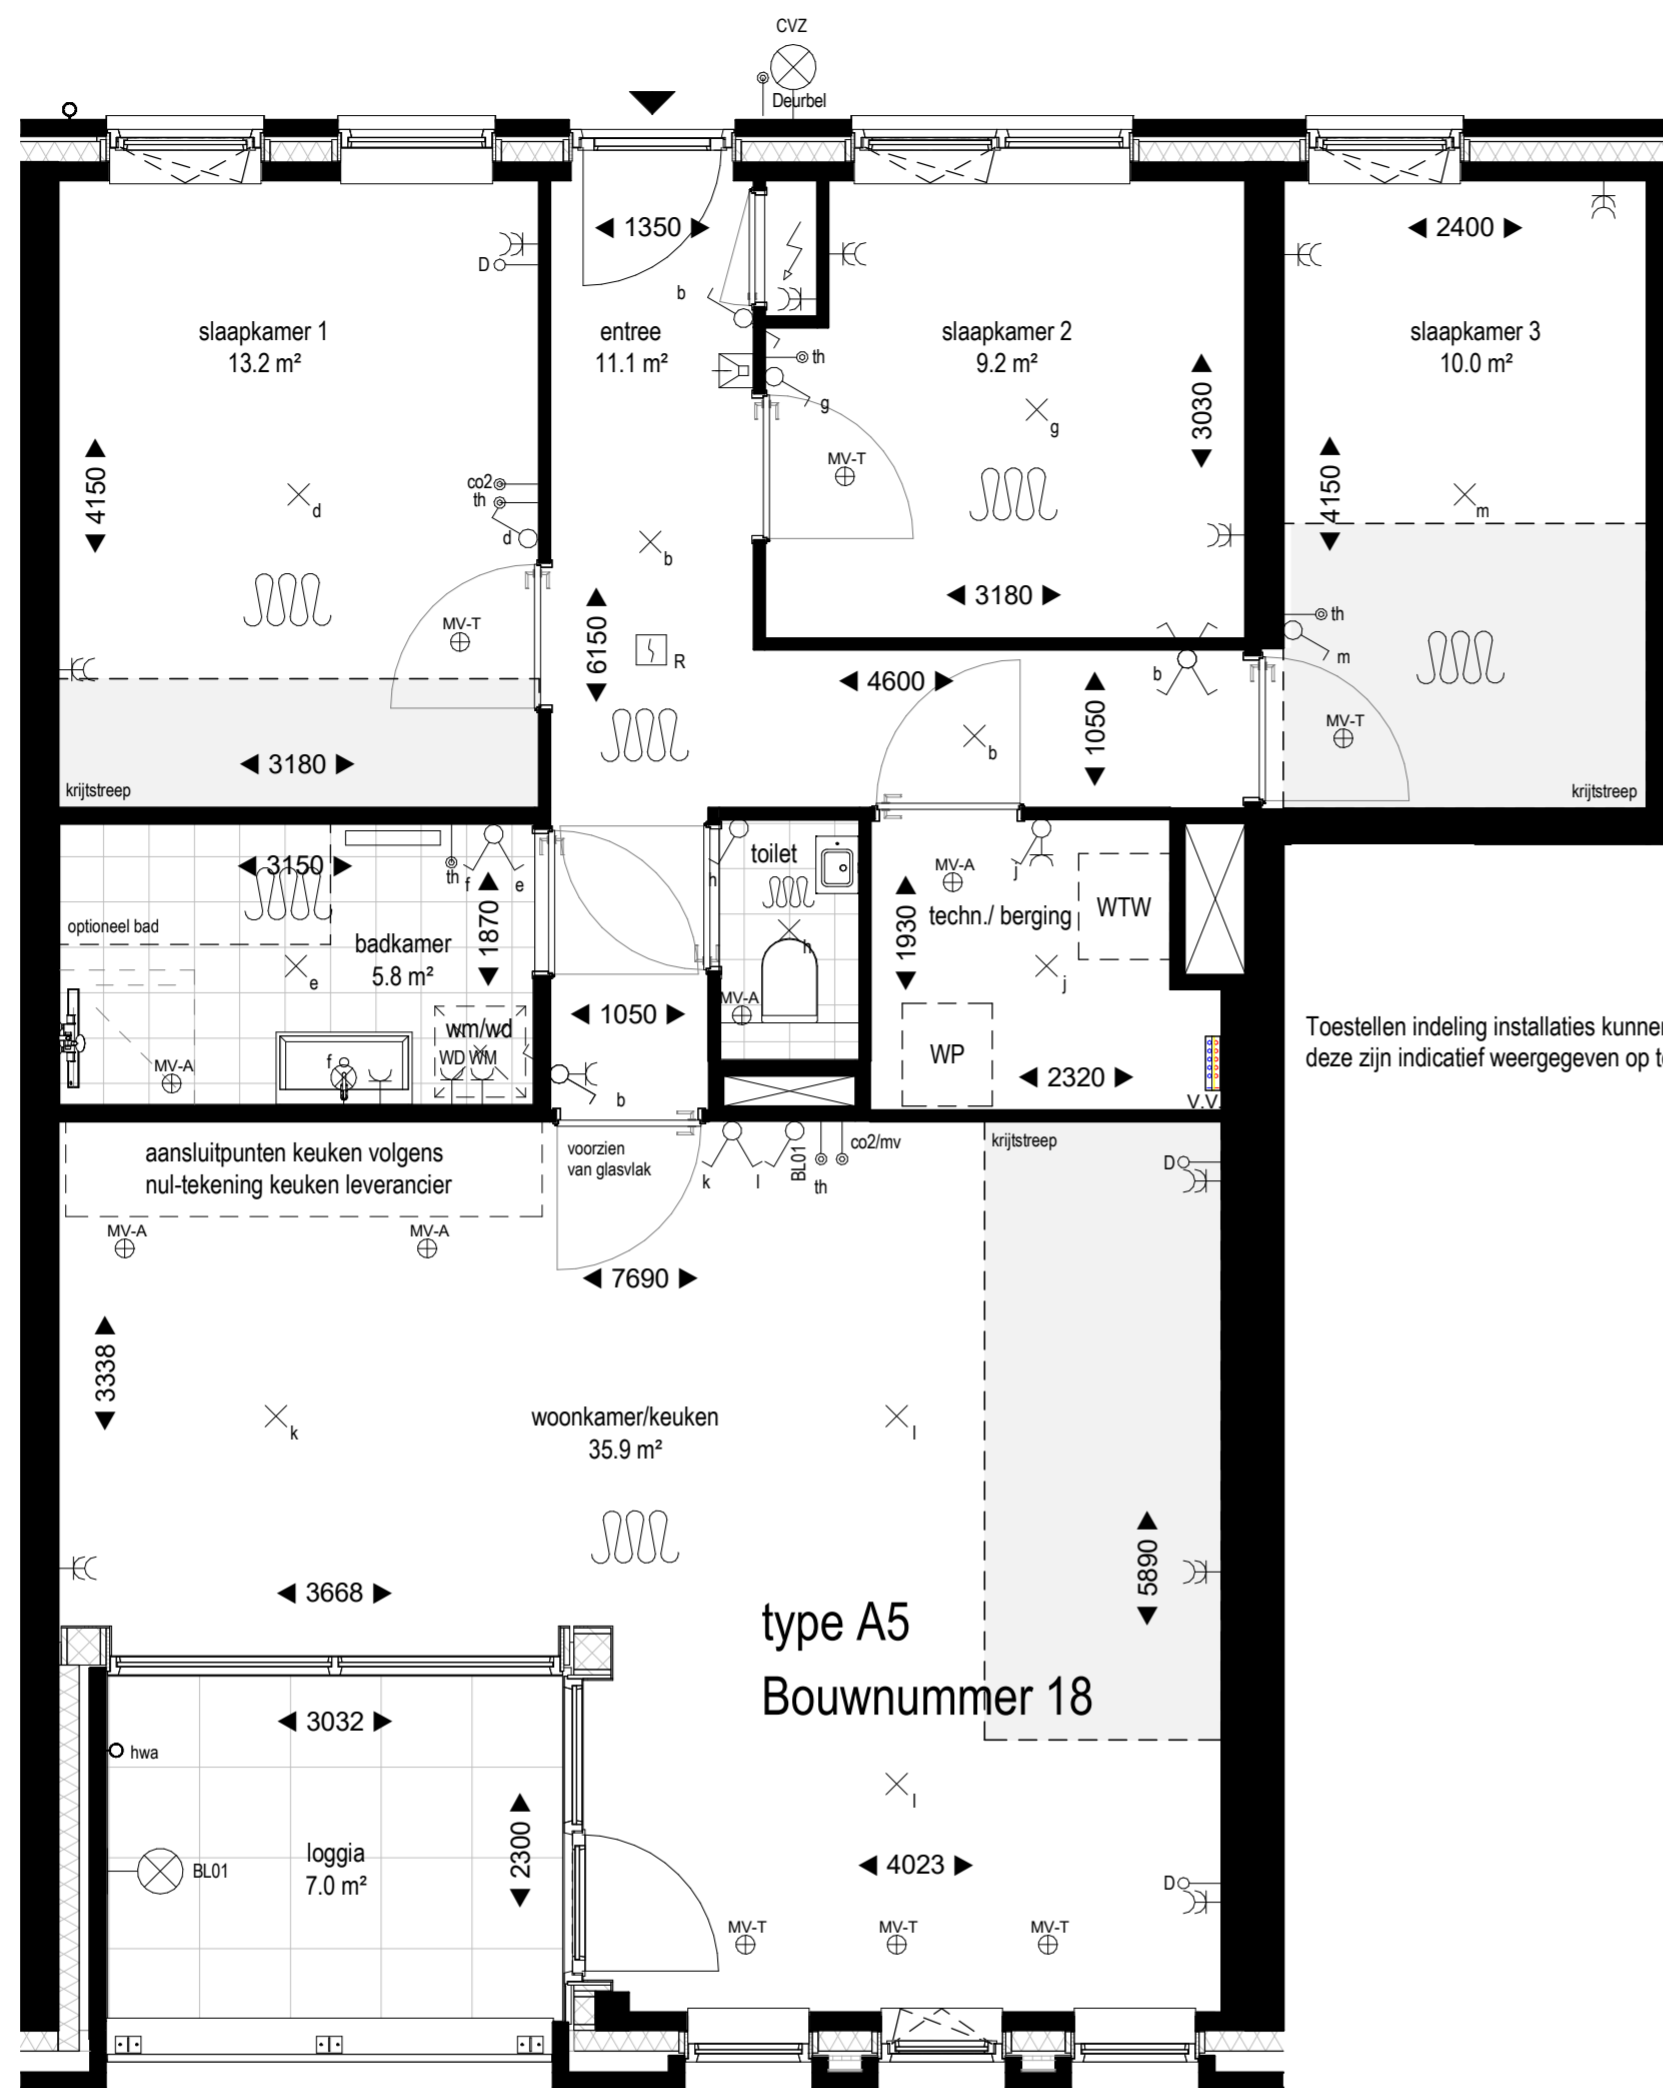 CVZ
Deurbel
1350
2400
D
b
slaapkamer 1
13.2 m²
entree
11.1 m²
th
slaapkamer 2
9.2 m²
slaapkamer 3
10.0 m²
g
g
3030
4150
co2
th
d
d
MV-T
b
4150
m
3180
MV-T
6150
R
th
m
4600
b
1050
b
MV-T
3180
krijtstreep
krijtstreep
3150
th
f
e
1870
h
toilet
h
MV-A
j
1930
techn./ berging
WTW
optioneel bad
badkamer
5.8 m²
e
j
MV-A
1050
wm/wd
WD
WM
f
MV-A
b
WP
2320
V.V.
Toestellen indeling installaties kunnen
deze zijn indicatief weergegeven op te
aansluitpunten keuken volgens
nul-tekening keuken leverancier
voorzien
van glasvlak
k
l
BL01
th
co2/mv
krijtstreep
D
MV-A
MV-A
7690
3338
k
woonkamer/keuken
35.9 m²
l
5890
3668
type A5
Bouwnummer 18
3032
hwa
l
2300
loggia
7.0 m²
BL01
4023
D
MV-T
MV-T
MV-T